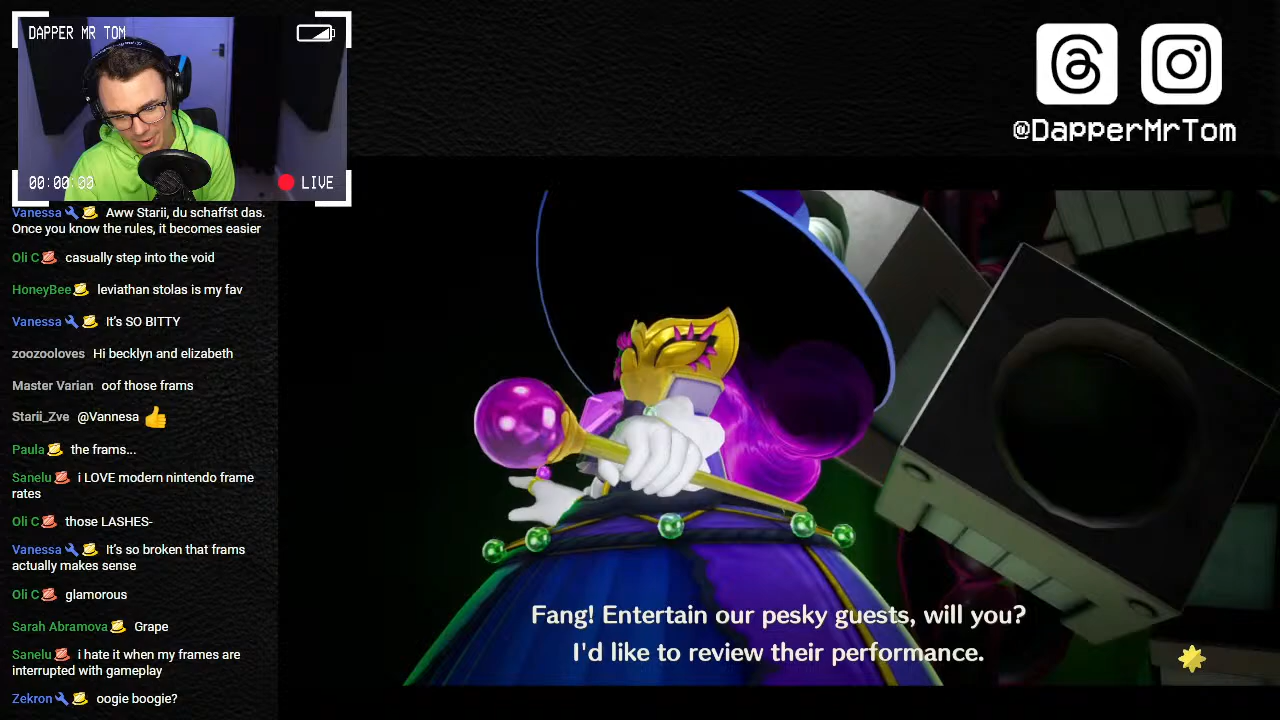 DAPPER MR TOM
00:00:00
LIVE
@DapperMrTom
Vanessa Aww Starii, du schaffst das.
Once you know the rules, it becomes easier
Oli C casually step into the void
HoneyBee leviathan stolas is my fav
Vanessa It's SO BITTY
zoozooloves Hi becklyn and elizabeth
Master Varian oof those frams
Starii_Zve @Vannesa
Paula the frams...
Sanelu i LOVE modern nintendo frame
rates
Oli C those LASHES-
Vanessa It's so broken that frams
actually makes sense
Oli C glamorous
Sarah Abramova Grape
Sanelu i hate it when my frames are
interrupted with gameplay
Zekron oogie boogie?
Fang! Entertain our pesky guests, will you?
I'd like to review their performance.